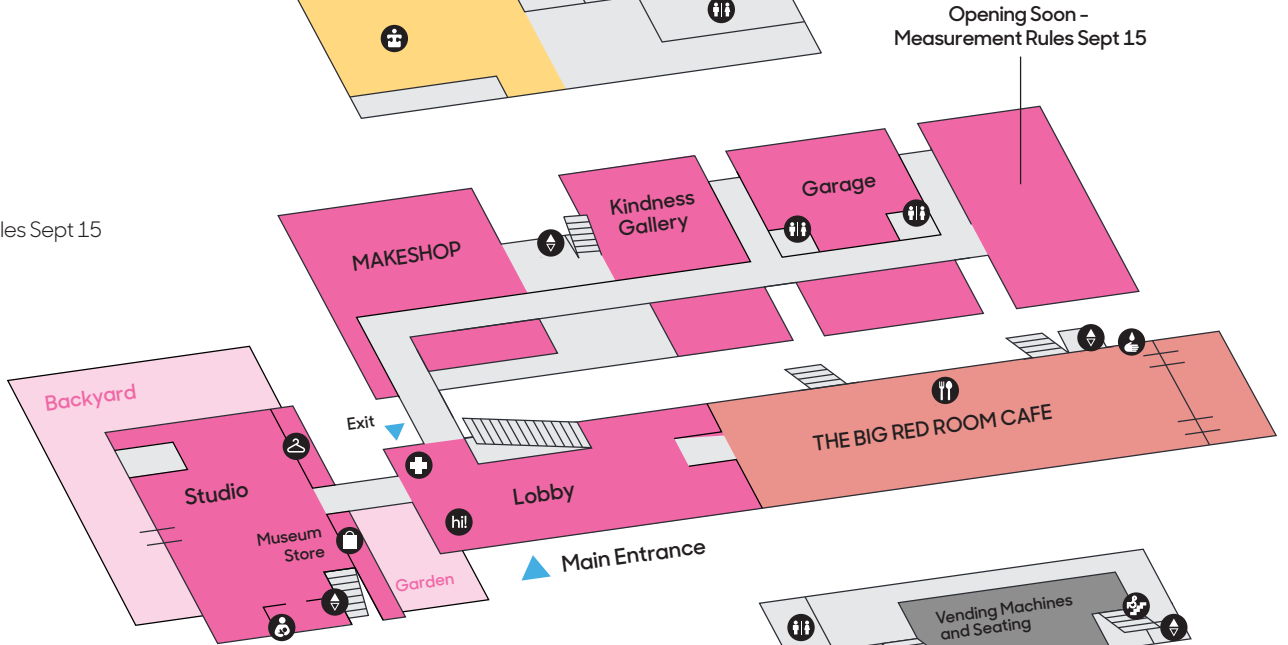 Opening Soon -
Measurement Rules Sept 15
les Sept 15
MAKESHOP
Kindness
Gallery
Garage
Backyard
Exit
THE BIG RED ROOM CAFE
Studio
Lobby
hi!
Museum
Store
Main Entrance
Garden
Vending Machines
and Seating